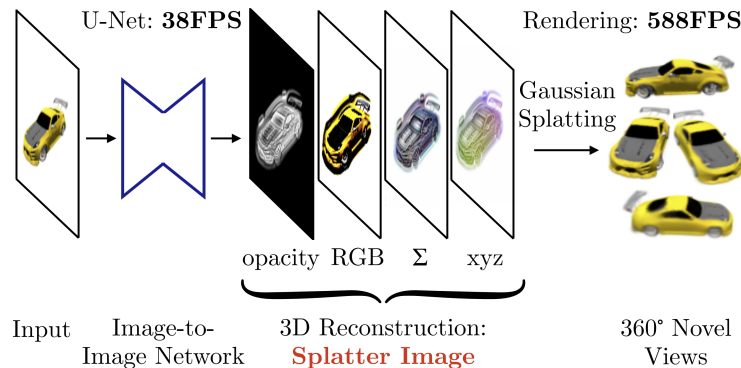 U-Net: 38FPS
Rendering: 588FPS
Gaussian
Splatting
opacity RGB Σ xyz
Input
Image-to-
Image Network
3D Reconstruction:
Splatter Image
360° Novel
Views